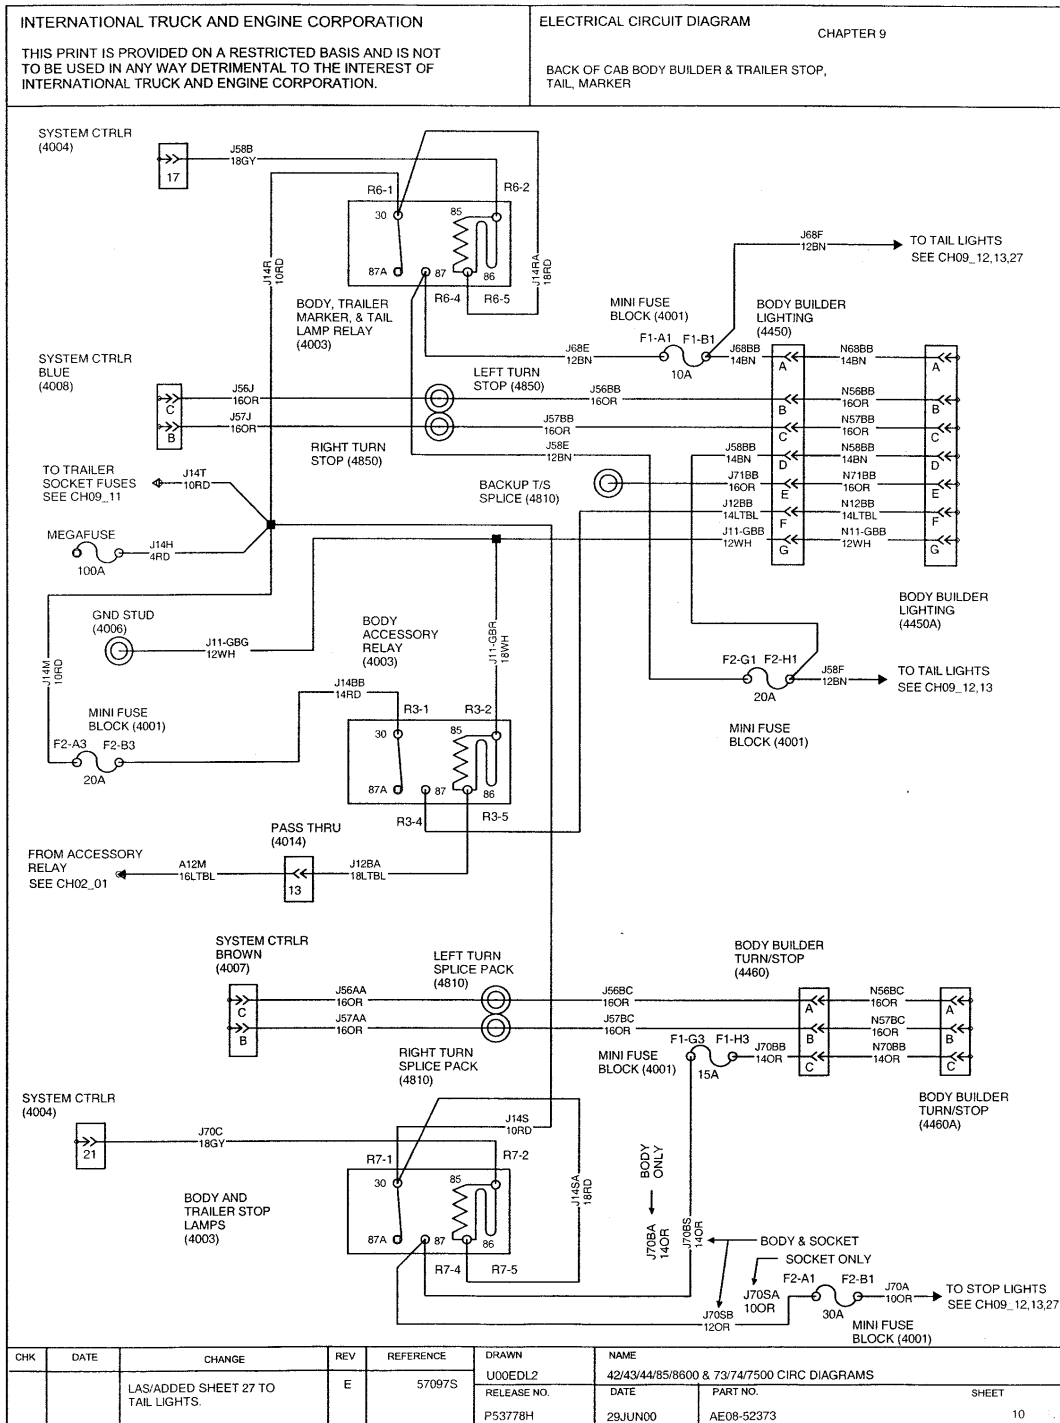 INTERNATIONAL TRUCK AND ENGINE CORPORATION
THIS PRINT IS PROVIDED ON A RESTRICTED BASIS AND IS NOT
TO BE USED IN ANY WAY DETRIMENTAL TO THE INTEREST OF
INTERNATIONAL TRUCK AND ENGINE CORPORATION.
ELECTRICAL CIRCUIT DIAGRAM
CHAPTER 9
BACK OF CAB BODY BUILDER & TRAILER STOP,
TAIL, MARKER
SYSTEM CTRLR
(4004)
17
J58B
18GY
R6-1
R6-2
30
85
87A
87
86
R6-4
R6-5
J14R
10RD
J14RA
18RD
BODY, TRAILER
MARKER, & TAIL
LAMP RELAY
(4003)
J68F
12BN
TO TAIL LIGHTS
SEE CH09_12,13,27
MINI FUSE
BLOCK (4001)
F1-A1 F1-B1
10A
BODY BUILDER
LIGHTING
(4450)
J68E
12BN
J68BB
14BN
A
N68BB
14BN
A
SYSTEM CTRLR
BLUE
(4008)
C
B
J56J
16OR
J57J
16OR
LEFT TURN
STOP (4850)
RIGHT TURN
STOP (4850)
J56BB
16OR
B
N56BB
16OR
B
J57BB
16OR
C
N57BB
16OR
C
J58E
12BN
J58BB
14BN
D
N58BB
14BN
D
BACKUP T/S
SPLICE (4810)
J71BB
16OR
E
N71BB
16OR
E
J12BB
14LTBL
F
N12BB
14LTBL
F
J11-GBB
12WH
G
N11-GBB
12WH
G
TO TRAILER
SOCKET FUSES
SEE CH09_11
J14T
10RD
MEGAFUSE
100A
J14H
4RD
BODY BUILDER
LIGHTING
(4450A)
GND STUD
(4006)
J11-GBG
12WH
BODY
ACCESSORY
RELAY
(4003)
J11-GBR
18WH
J14M
10RD
F2-G1 F2-H1
20A
J58F
12BN
TO TAIL LIGHTS
SEE CH09_12,13
MINI FUSE
BLOCK (4001)
J14BB
14RD
MINI FUSE
BLOCK (4001)
F2-A3 F2-B3
20A
R3-1
R3-2
30
85
87A
87
86
R3-4
R3-5
PASS THRU
(4014)
13
FROM ACCESSORY
RELAY
SEE CH02_01
A12M
16LTBL
J12BA
18LTBL
SYSTEM CTRLR
BROWN
(4007)
C
B
LEFT TURN
SPLICE PACK
(4810)
J56AA
16OR
J57AA
16OR
RIGHT TURN
SPLICE PACK
(4810)
BODY BUILDER
TURN/STOP
(4460)
J56BC
16OR
A
N56BC
16OR
A
J57BC
16OR
B
N57BC
16OR
B
MINI FUSE
BLOCK (4001)
F1-G3 F1-H3
15A
J70BB
14OR
C
N70BB
14OR
C
BODY BUILDER
TURN/STOP
(4460A)
SYSTEM CTRLR
(4004)
21
J70C
18GY
J14S
10RD
R7-1
R7-2
30
85
87A
87
86
R7-4
R7-5
J14SA
18RD
BODY AND
TRAILER STOP
LAMPS
(4003)
BODY
ONLY
J70BA
14OR
J70BS
14OR
BODY & SOCKET
SOCKET ONLY
J70SA
10OR
J70SB
12OR
F2-A1
F2-B1
30A
J70A
10OR
TO STOP LIGHTS
SEE CH09_12,13,27
MINI FUSE
BLOCK (4001)
CHK
DATE
CHANGE
REV
REFERENCE
DRAWN
NAME
LAS/ADDED SHEET 27 TO
TAIL LIGHTS.
E
57097S
U00EDL2
42/43/44/85/8600 & 73/74/7500 CIRC DIAGRAMS
RELEASE NO.
DATE
PART NO.
SHEET
P53778H
29JUN00
AE08-52373
10